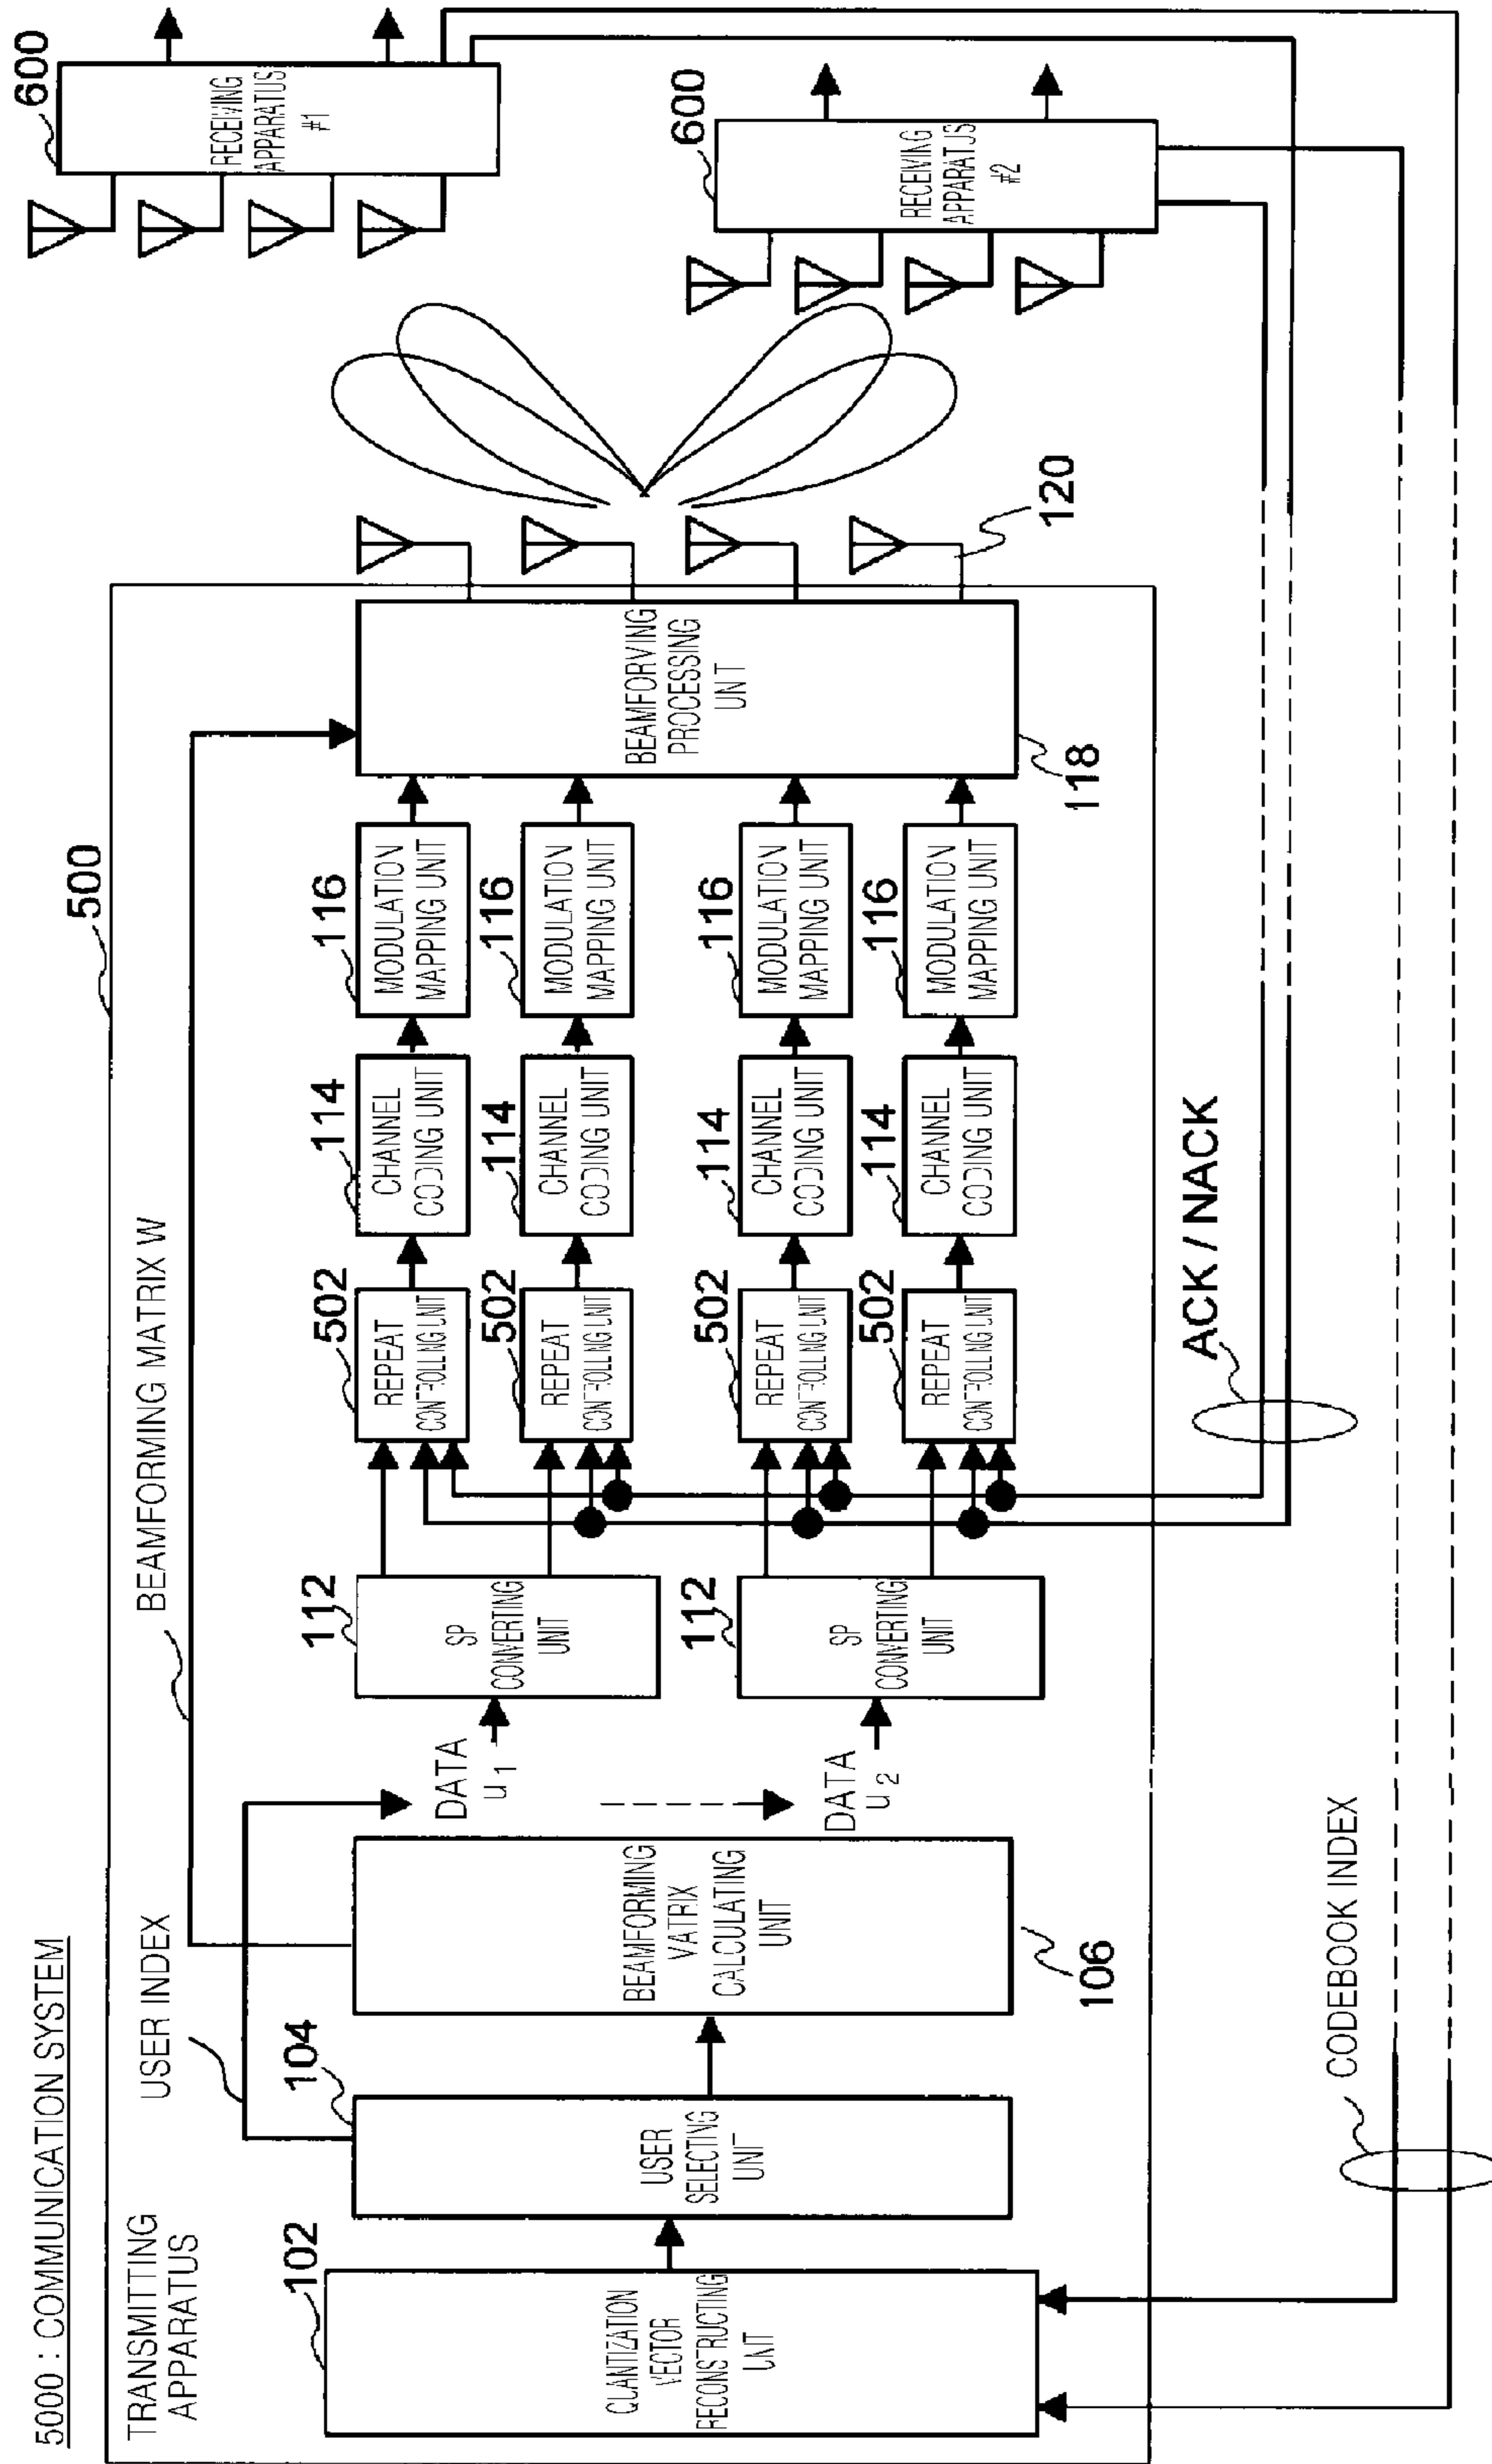 5000 : COMMUNICATION SYSTEM
TRANSMITTING
APPARATUS
500
USER INDEX
BEAMFORMING MATRIX W
102
QUANTIZATION
VECTOR
RECONSTRUCTING
UNIT
104
USER
SELECTING
UNIT
BEAMFORMING
VATRIX
CALCULATING
UNIT
106
DATA
u1
DATA
u2
112
SP
CONVERTING
UNIT
112
SP
CONVERTING
UNIT
502
REPEAT
CONTROLLING UNIT
502
REPEAT
CONTROLLING UNIT
502
REPEAT
CONTROLLING UNIT
502
REPEAT
CONTROLLING UNIT
114
CHANNEL
CODING UNIT
114
CHANNEL
CODING UNIT
114
CHANNEL
CODING UNIT
114
CHANNEL
CODING UNIT
116
MODULATION
MAPPING UNIT
116
MODULATION
MAPPING UNIT
116
MODULATION
MAPPING UNIT
116
MODULATION
MAPPING UNIT
BEAMFORVING
PROCESSING
UNIT
118
120
600
RECEIVING
APPARATUS
#1
600
RECEIVING
APPARATUS
#2
ACK / NACK
CODEBOOK INDEX